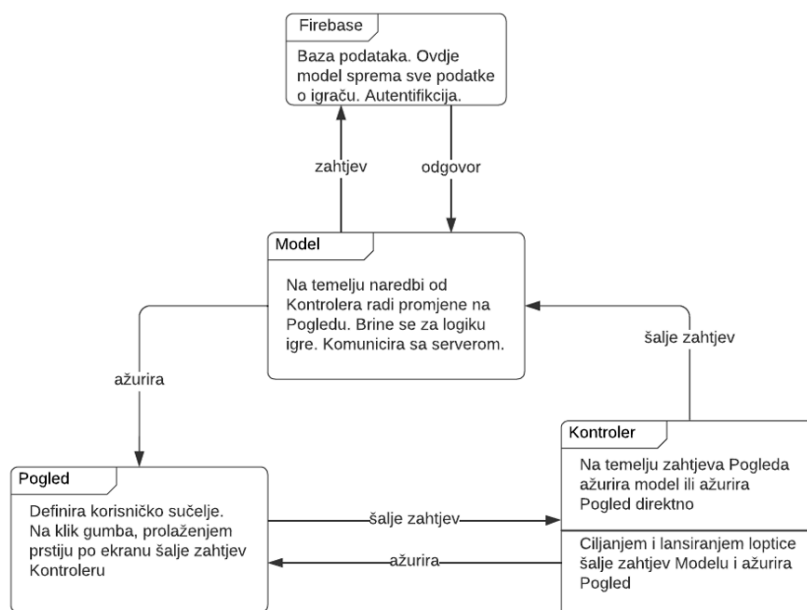 Firebase
Baza podataka. Ovdje
model sprema sve podatke
o igraču. Autentifikcija.
zahtjev
odgovor
Model
Na temelju naredbi od
Kontrolera radi promjene na
Pogledu. Brine se za logiku
igre. Komunicira sa serverom.
šalje zahtjev
ažurira
Kontroler
Na temelju zahtjeva Pogleda
ažurira model ili ažurira
Pogled direktno
Pogled
Definira korisničko sučelje.
Na klik gumba, prolaženjem
prstiju po ekranu šalje zahtjev
Kontroleru
šalje zahtjev
ažurira
Ciljanjem i lansiranjem loptice
šalje zahtjev Modelu i ažurira
Pogled